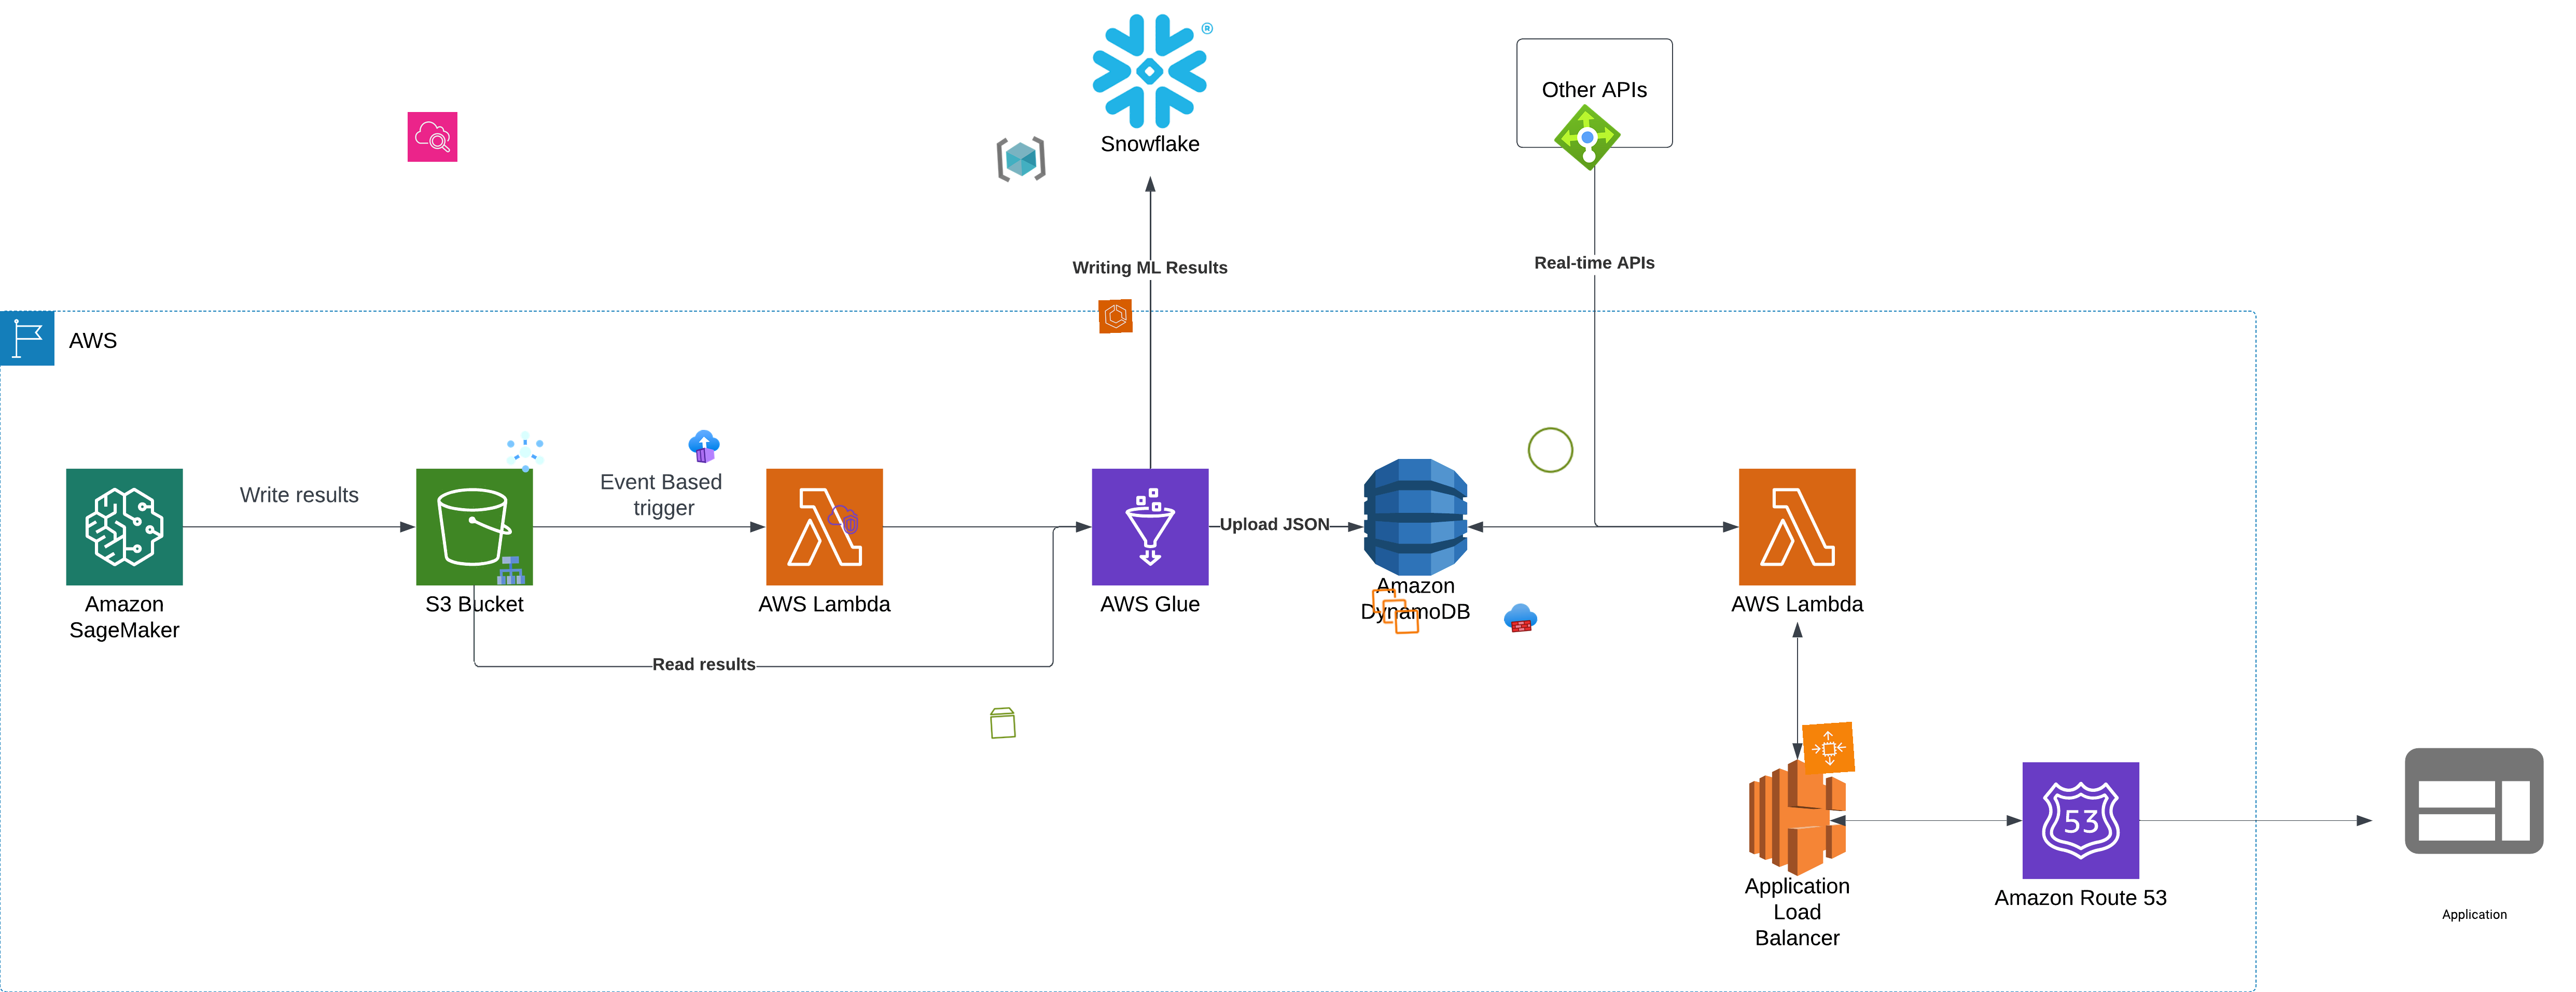 ®
Snowflake
Other APIs
Writing ML Results
Real-time APIs
AWS
Write results
Event Based
trigger
Upload JSON
Amazon
SageMaker
S3 Bucket
AWS Lambda
AWS Glue
Amazon
DynamoDB
AWS Lambda
Read results
53
Application
Load
Balancer
Amazon Route 53
Application